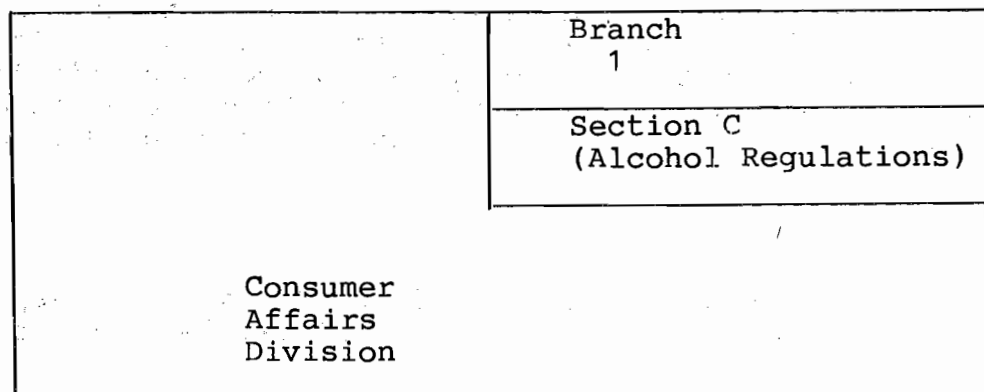 Branch
1
Section C
(Alcohol Regulations)
Consumer
Affairs
Division